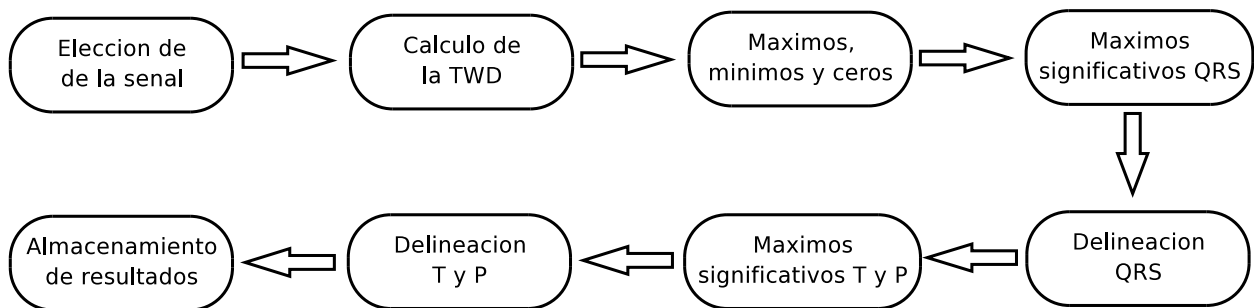 Eleccion de
de la senal
Calculo de
la TWD
Maximos,
minimos y ceros
Maximos
significativos QRS
Delineacion
QRS
Maximos
significativos T y P
Delineacion
T y P
Almacenamiento
de resultados